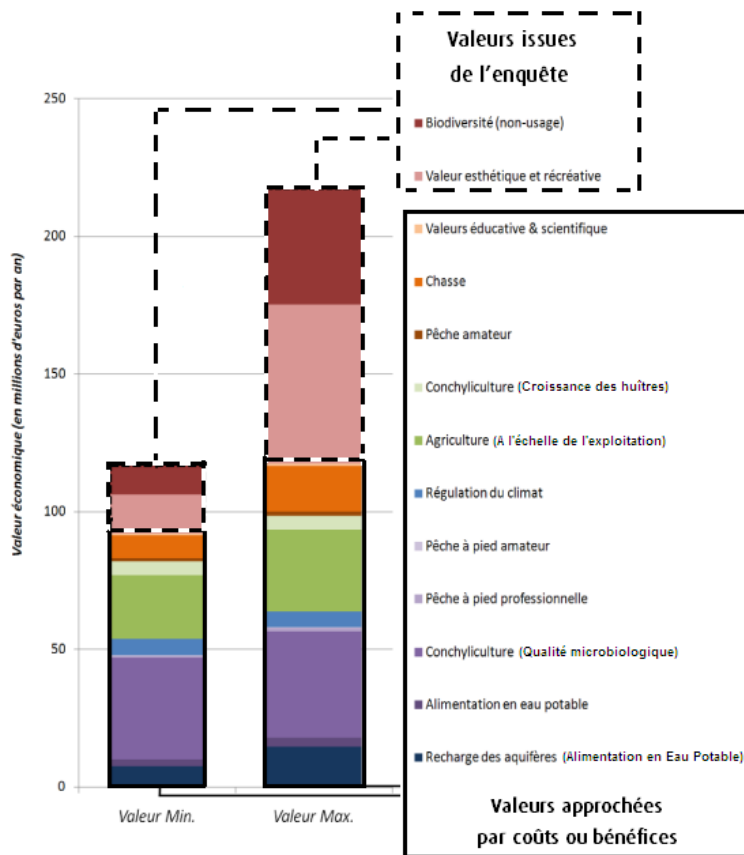 Valeurs issues
de l'enquête
Biodiversité (non-usage)
Valeur esthétique et récréative
Valeurs éducative & scientifique
Chasse
Pêche amateur
Conchyliculture (Croissance des huîtres)
Agriculture (A l'échelle de l'exploitation)
Régulation du climat
Pêche à pied amateur
Pêche à pied professionnelle
Conchyliculture (Qualité microbiologique)
Alimentation en eau potable
Recharge des aquifères (Alimentation en Eau Potable)
Valeurs approchées
par coûts ou bénéfices
Valeur économique (en millions d'euros par an)
250
200
150
100
50
0
Valeur Min.
Valeur Max.